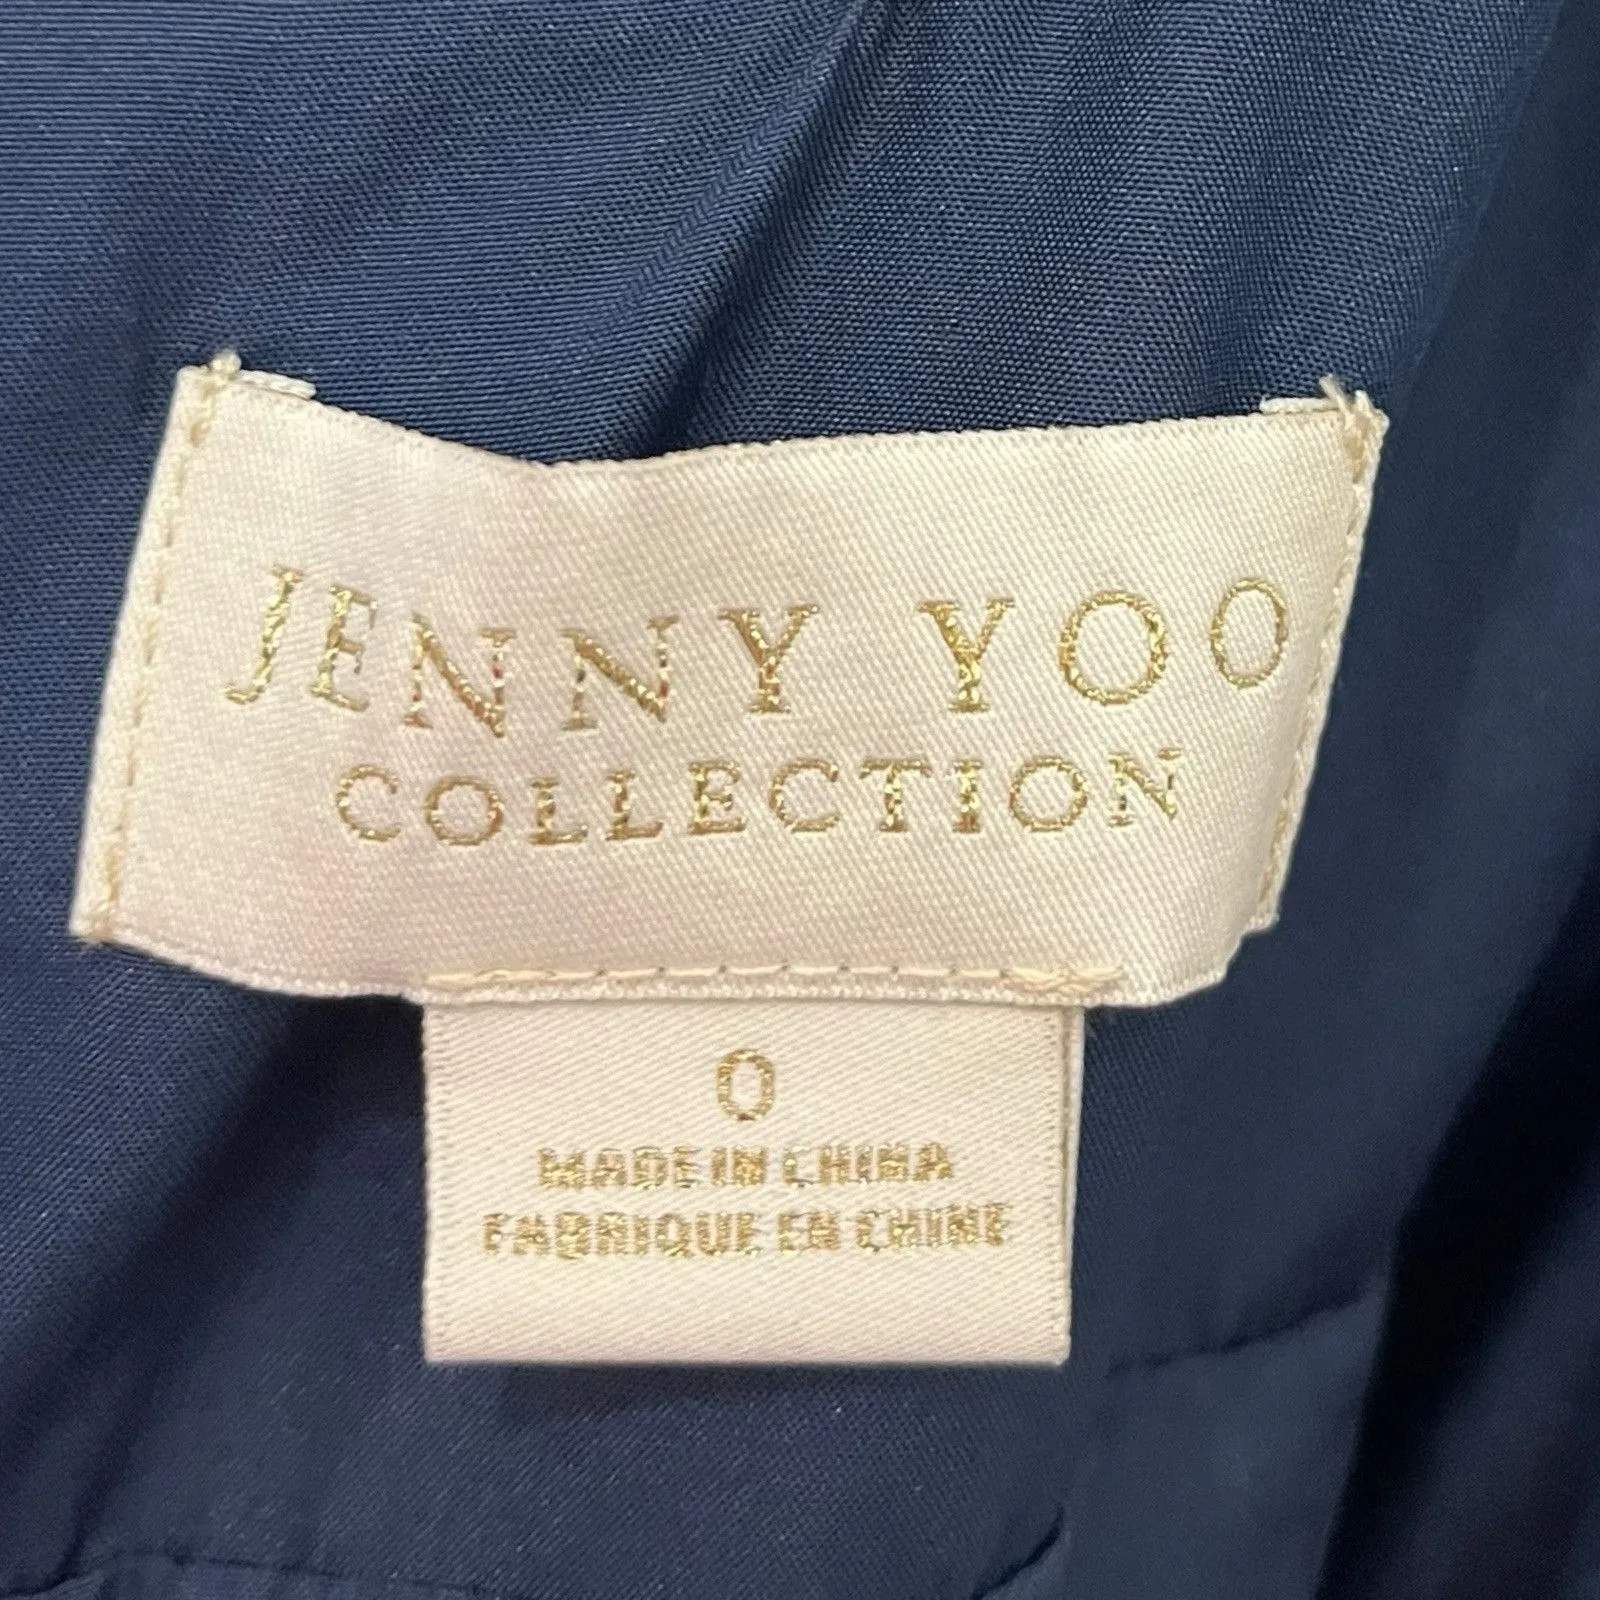 JENNY YOO
COLLECTION
0
MADE IN CHINA
FABRIQUE EN CHINE